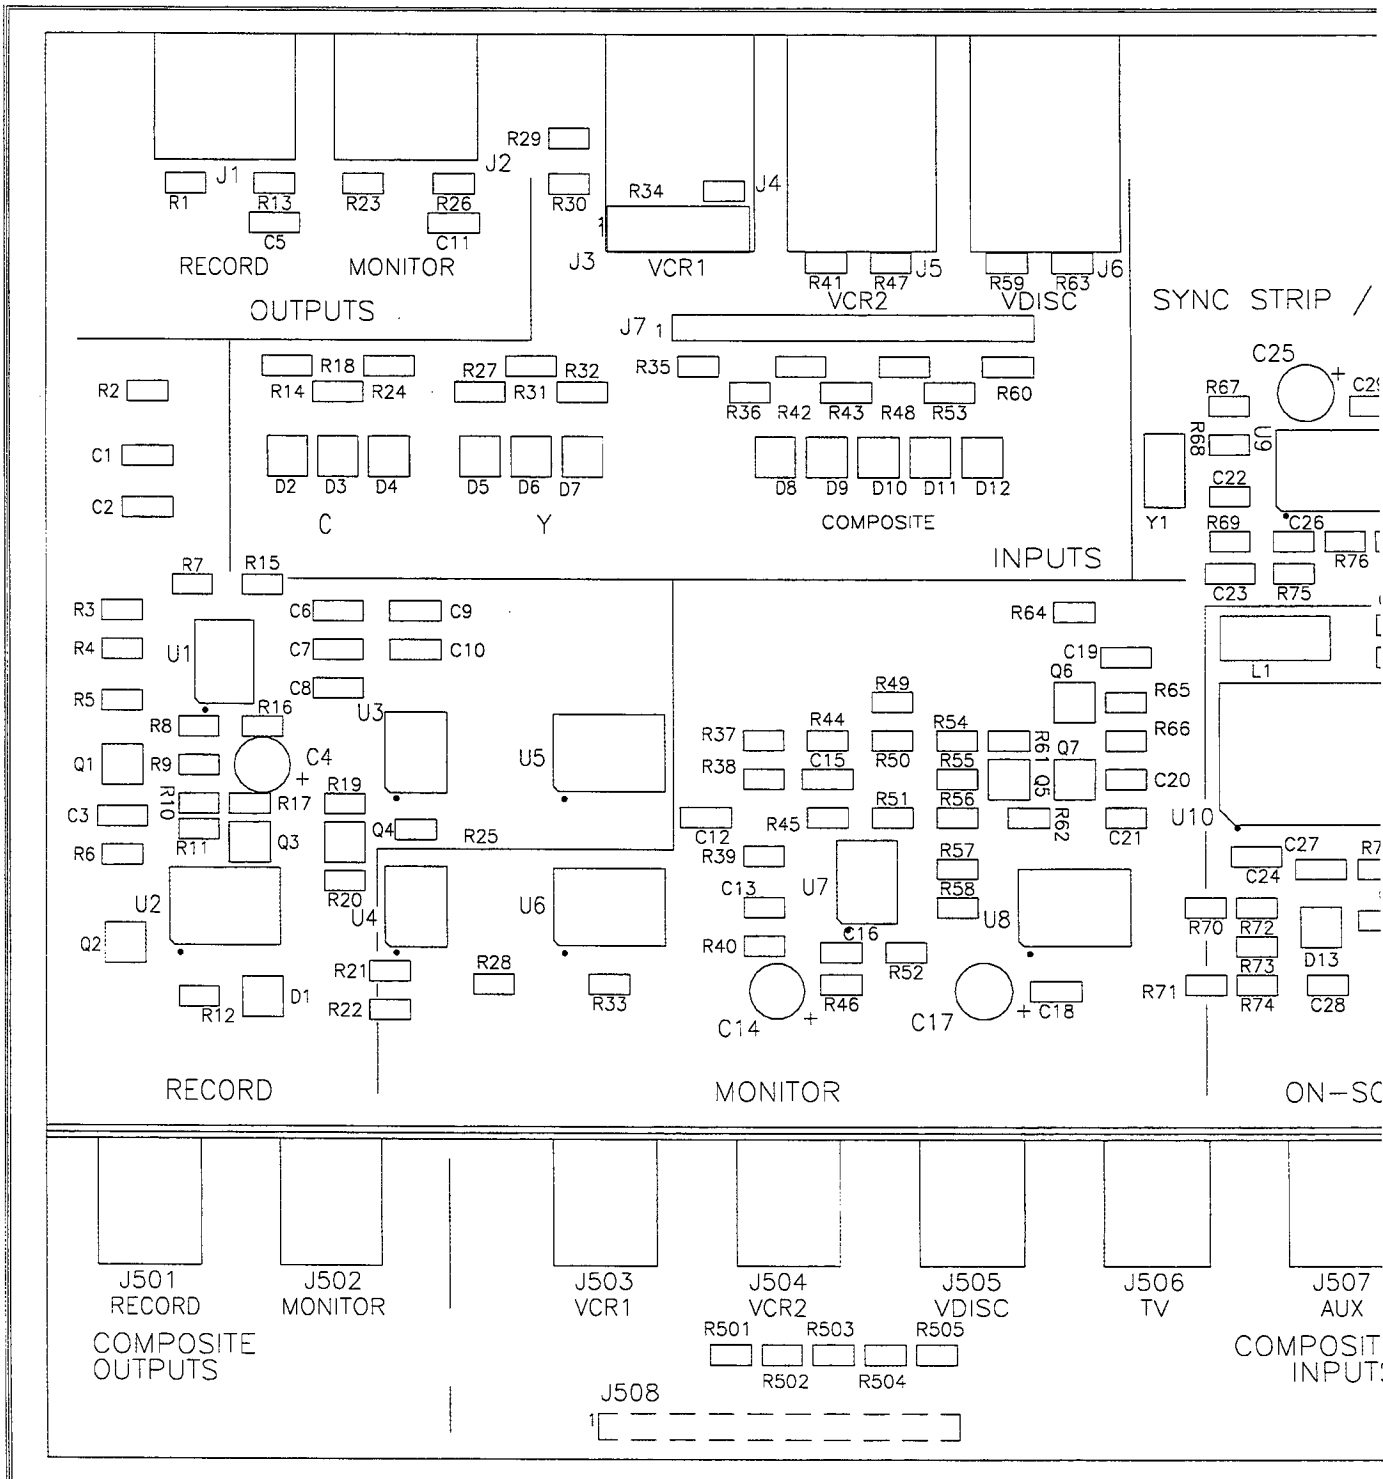 R29
J1
J2
R1
R13
R23
R26
R30
R34
J4
C5
C11
1
J3
VCR1
RECORD
MONITOR
R41
R47
J5
R59
R63
J6
OUTPUTS
VCR2
VDISC
SYNC STRIP /
J7 1
C25
R18
R27
R32
R35
R2
R14
R24
R31
R36
R42
R43
R48
R53
R60
R67
+
R68
U9
C1
D2
D3
D4
D5
D6
D7
D8
D9
D10
D11
D12
C22
C2
C
Y
COMPOSITE
Y1
R69
C26
INPUTS
R76
R7
R15
C23
R75
R3
C6
C9
R64
R4
U1
C7
C10
C19
Q6
L1
R5
C8
R49
R65
R8
R16
U3
R37
R44
R54
R61
Q7
R66
Q1
R9
C4
+
U5
R38
C15
R50
R55
Q5
C20
R10
R17
R19
C3
R11
Q3
Q4
R25
C12
R45
R51
R56
R62
C21
U10
R6
R39
R57
C24
C27
R20
U2
U4
U6
C13
U7
R58
U8
R70
R72
Q2
R40
C16
R52
R73
D13
R21
R28
R33
R46
R71
R74
C28
R12
D1
R22
C14
+
C17
+
C18
RECORD
MONITOR
ON-SC
J501
J502
J503
J504
J505
J506
J507
RECORD
MONITOR
VCR1
VCR2
VDISC
TV
AUX
COMPOSITE
OUTPUTS
R501
R503
R505
COMPOSIT
INPUT
R502
R504
J508
1